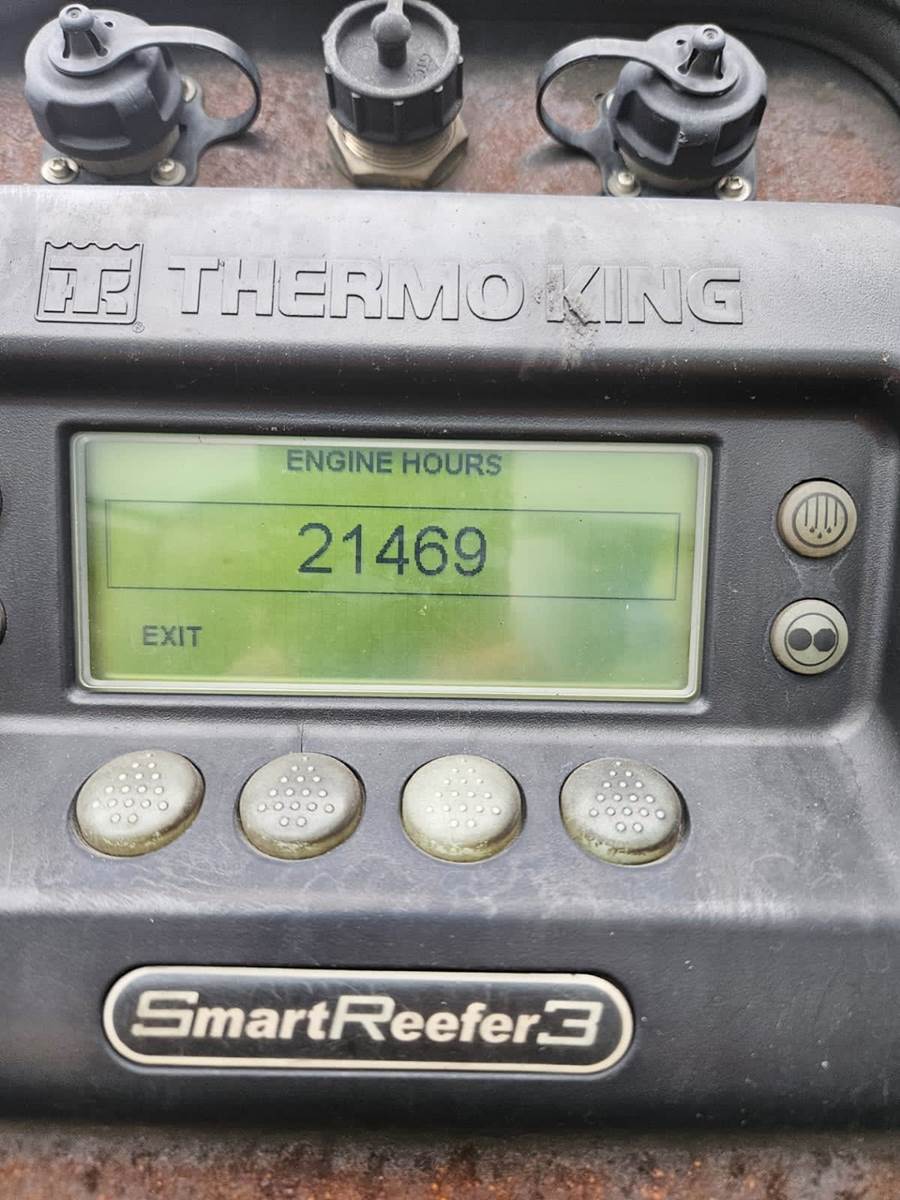 THERMO KING
ENGINE HOURS
21469
EXIT
SmartReefer3